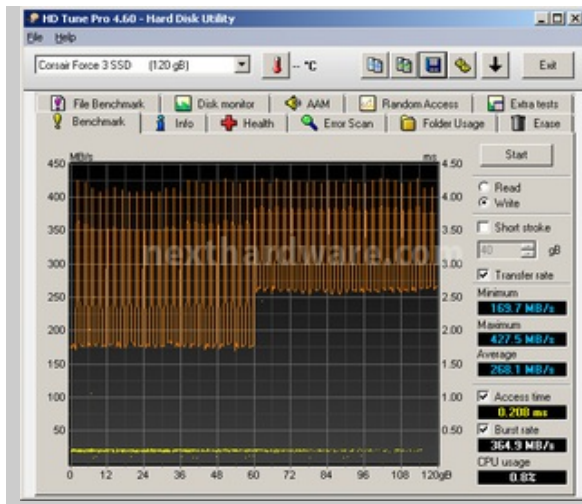 HD Tune Pro 4.60 - Hard Disk Utility
File Help
Corsair Force 3 SSD (120 gB)
-- °C
Exit
File Benchmark Disk monitor AAM Random Access Extra tests
Benchmark Info Health Error Scan Folder Usage Erase
MB/s
ms
450
400
350
300
250
200
150
100
50
4.50
4.00
3.50
3.00
2.50
2.00
1.50
1.00
0.50
0 12 24 36 48 60 72 84 96 108 120gB
nexthardware.com
Start
Read
Write
Short stroke
40 gB
Transfer rate
Minimum
169.7 MB/s
Maximum
427.5 MB/s
Average
268.1 MB/s
Access time
0.208 ms
Burst rate
364.9 MB/s
CPU usage
0.8%